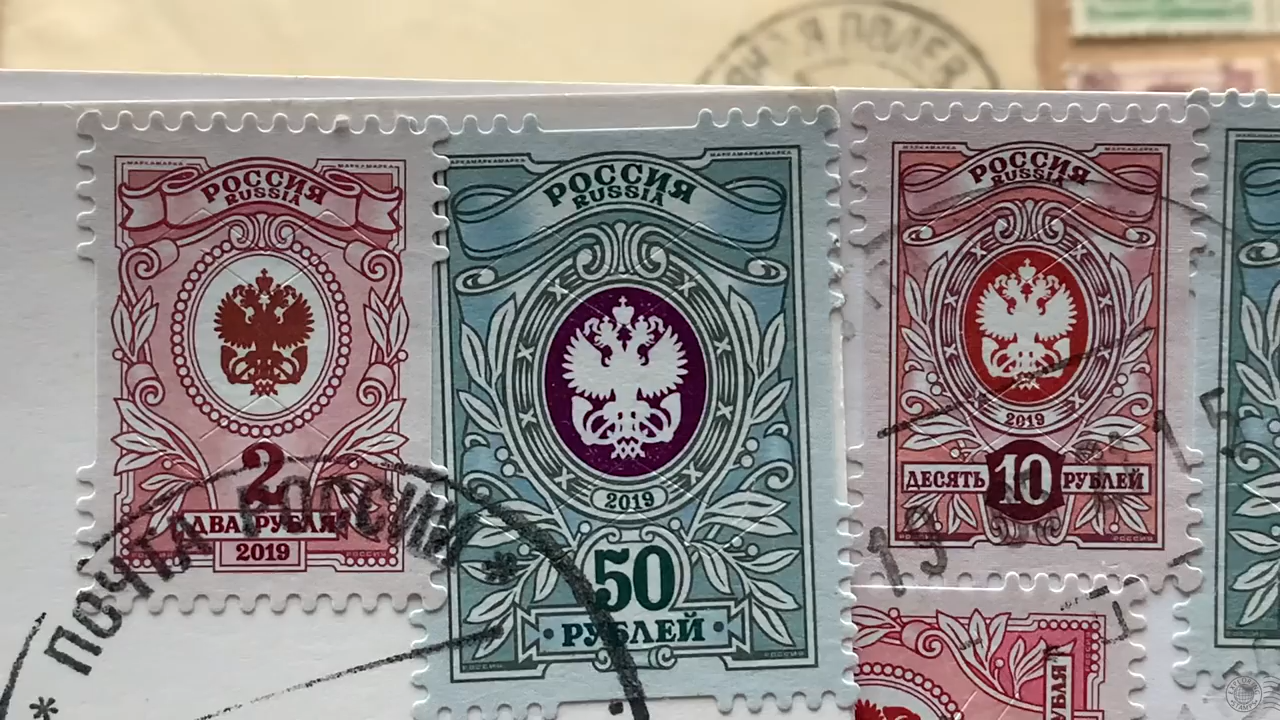 РОССИЯ
RUSSIA
2
ДВА РУБЛЯ
2019
РОССИЯ
RUSSIA
2019
50
РУБЛЕЙ
РОССИЯ
RUSSIA
2019
ДЕСЯТЬ 10 РУБЛЕЙ
* ПОЧТА РОССИИ *
РУБЛЯ